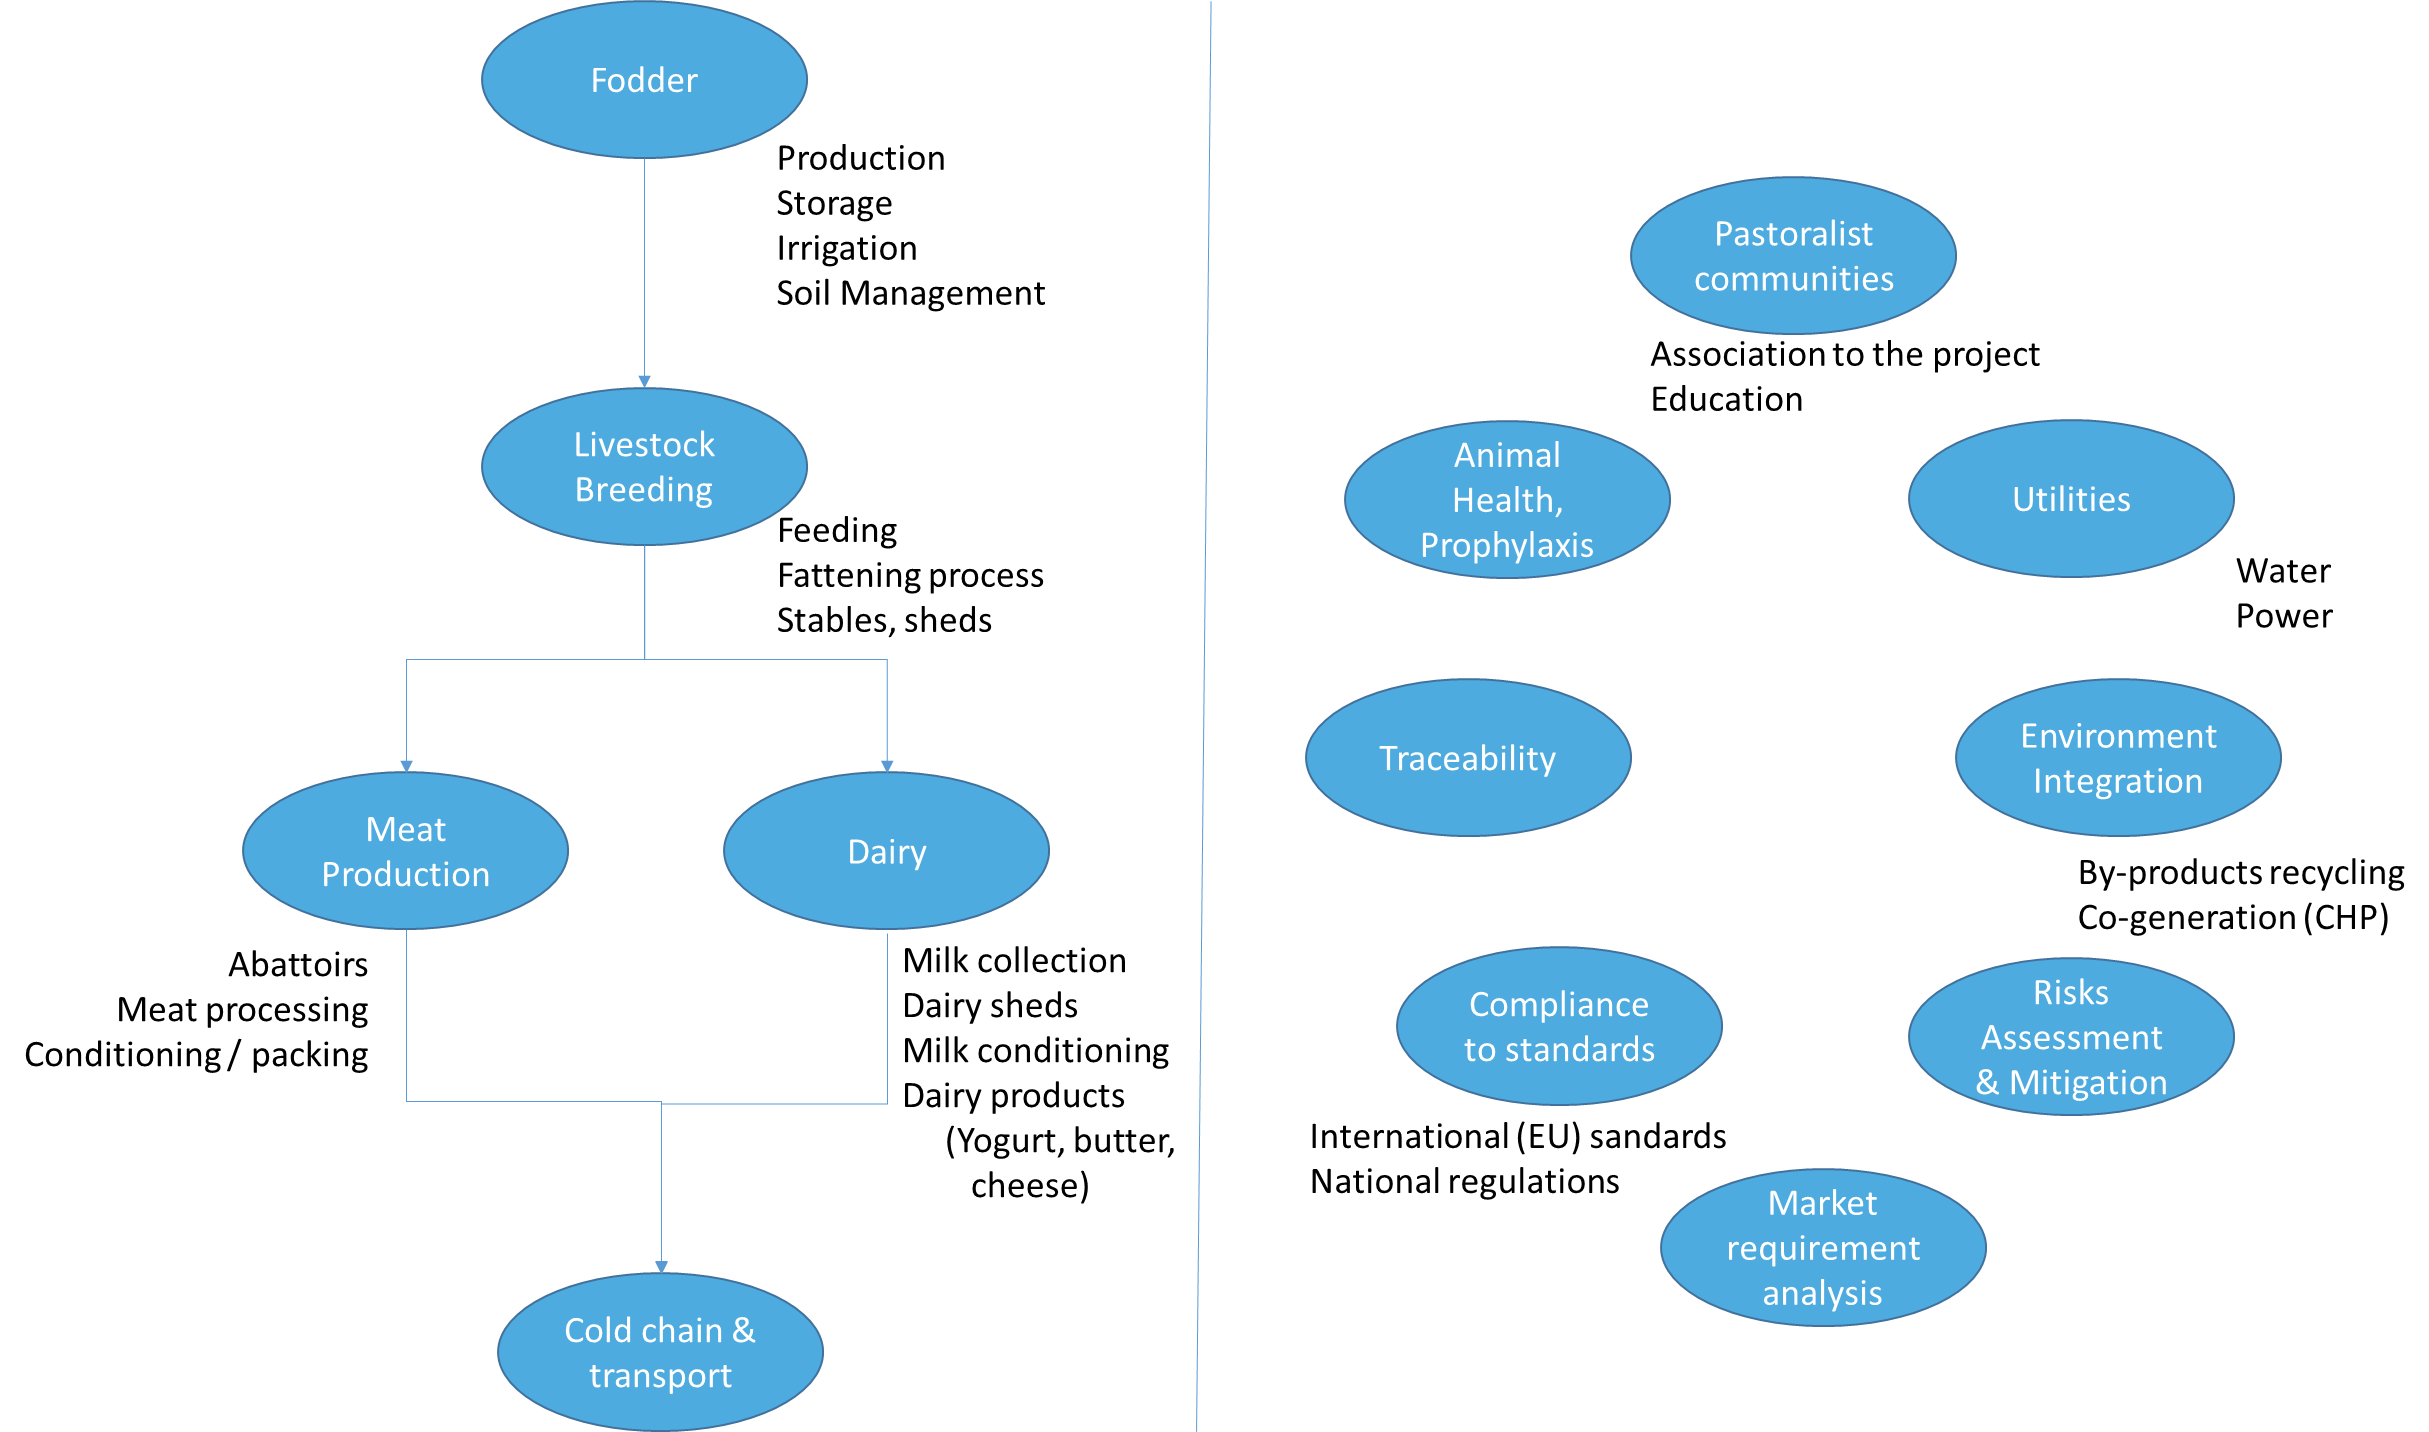 Fodder
Production
Storage
Irrigation
Soil Management
Livestock
Breeding
Feeding
Fattening process
Stables, sheds
Meat
Production
Abattoirs
Meat processing
Conditioning / packing
Dairy
Milk collection
Dairy sheds
Milk conditioning
Dairy products
(Yogurt, butter,
cheese)
Cold chain &
transport
Pastoralist
communities
Association to the project
Education
Animal
Health,
Prophylaxis
Utilities
Water
Power
Traceability
Environment
Integration
By-products recycling
Co-generation (CHP)
Compliance
to standards
International (EU) sandards
National regulations
Risks
Assessment
& Mitigation
Market
requirement
analysis